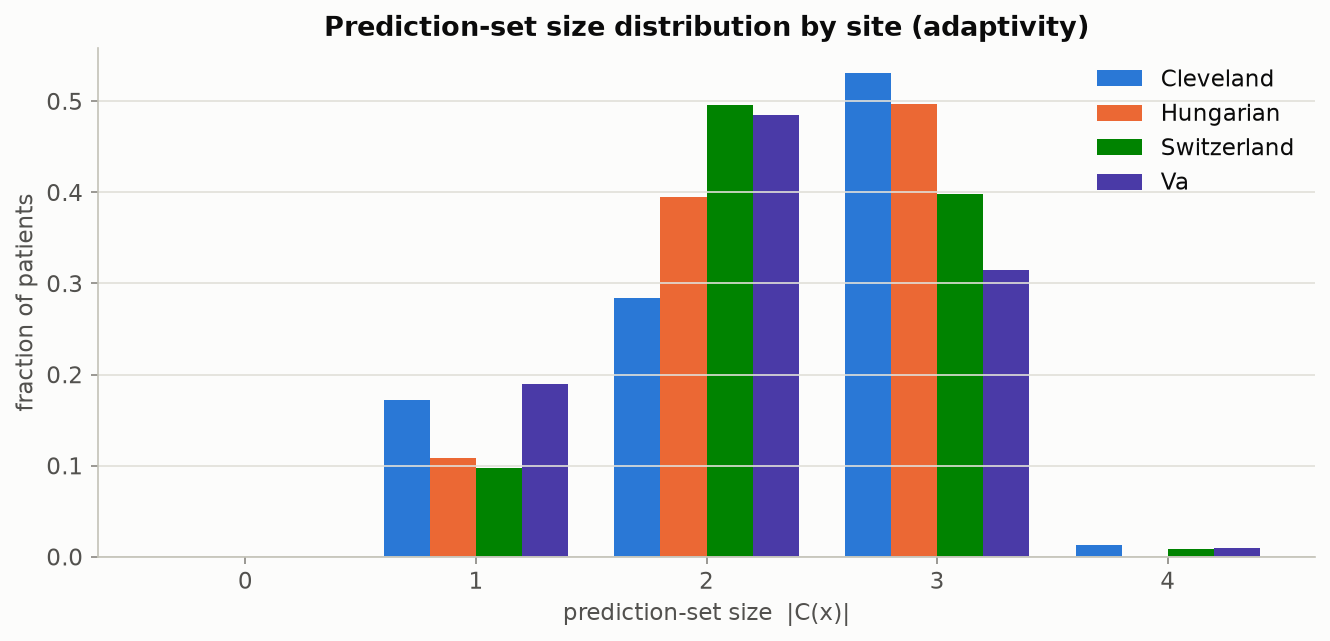 Prediction-set size distribution by site (adaptivity)
Cleveland
Hungarian
Switzerland
Va
fraction of patients
0.5
0.4
0.3
0.2
0.1
0.0
0 1 2 3 4
prediction-set size |C(x)|